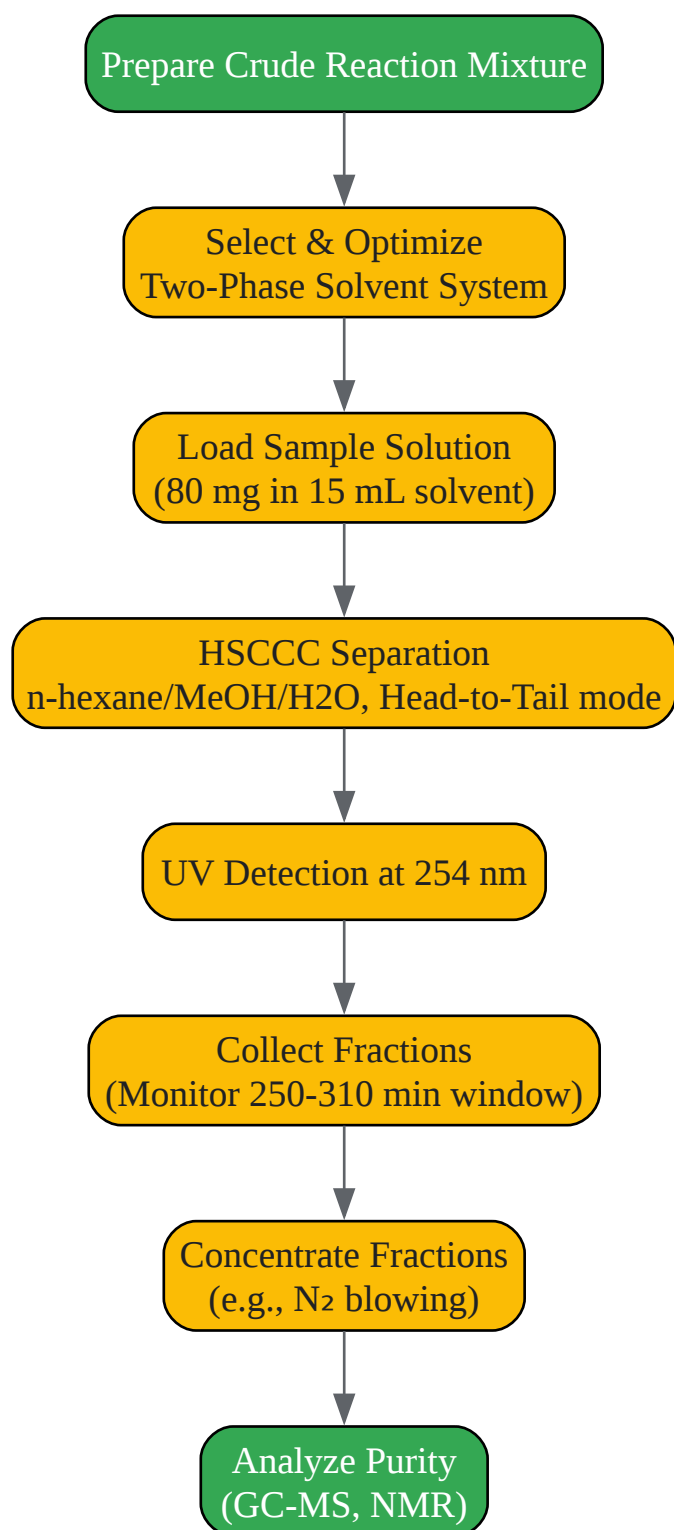 Prepare Crude Reaction Mixture
Select & Optimize
Two-Phase Solvent System
Load Sample Solution
(80 mg in 15 mL solvent)
HSCCC Separation
n-hexane/MeOH/H2O, Head-to-Tail mode
UV Detection at 254 nm
Collect Fractions
(Monitor 250-310 min window)
Concentrate Fractions
(e.g., N₂ blowing)
Analyze Purity
(GC-MS, NMR)